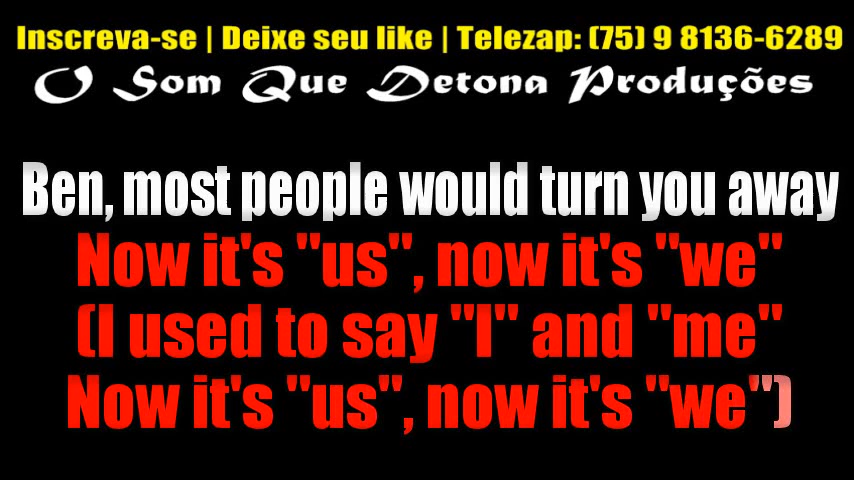 Inscreva-se | Deixe seu like | Telezap: (75) 9 8136-6289
O Som Que Detona Produções
Ben, most people would turn you away
Now it's "us", now it's "we"
(I used to say "I" and "me"
Now it's "us", now it's "we")